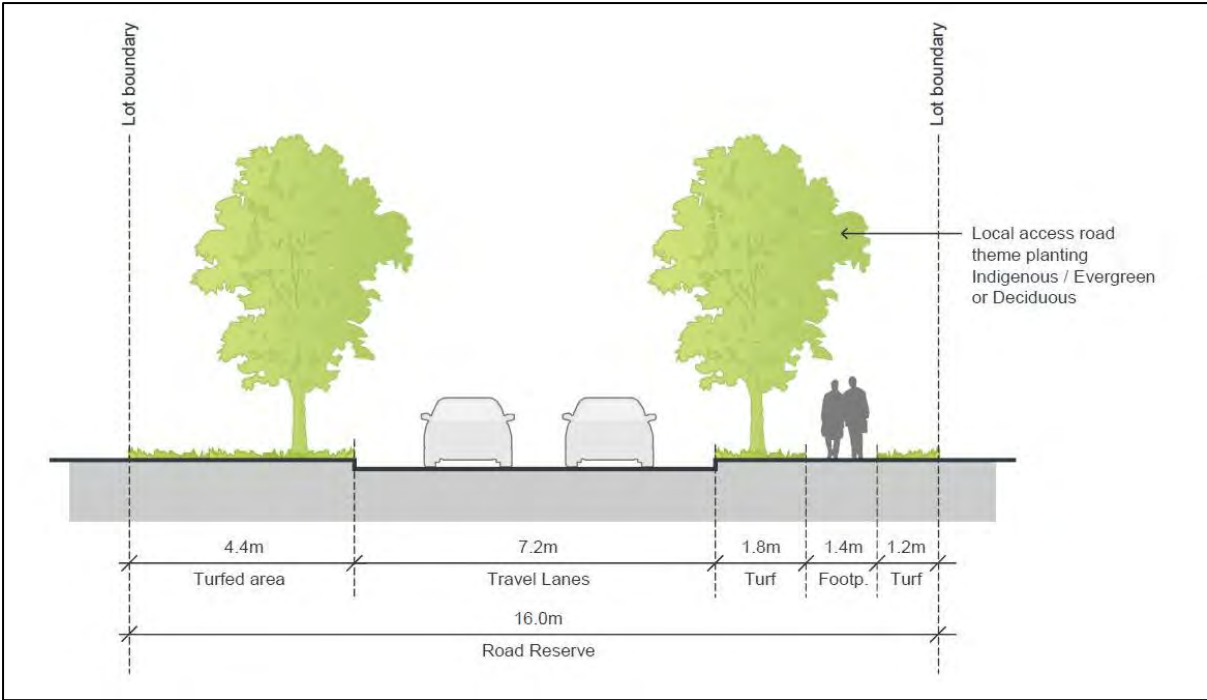 Lot boundary
Lot boundary
Local access road
theme planting
Indigenous / Evergreen
or Deciduous
4.4m
7.2m
1.8m
1.4m
1.2m
Turfed area
Travel Lanes
Turf
Footp.
Turf
16.0m
Road Reserve